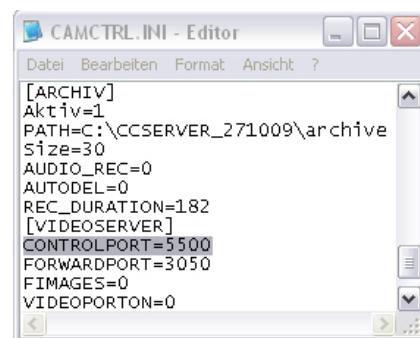 CAMCTRL.INI - Editor
Datei Bearbeiten Format Ansicht ?
[ARCHIV]
Aktiv=1
PATH=C:\CCSERVER_271009\archive
Size=30
AUDIO_REC=0
AUTODEL=0
REC_DURATION=182
[VIDEOSERVER]
CONTROLPORT=5500
FORWARDPORT=3050
FIMAGES=0
VIDEOPORTON=0